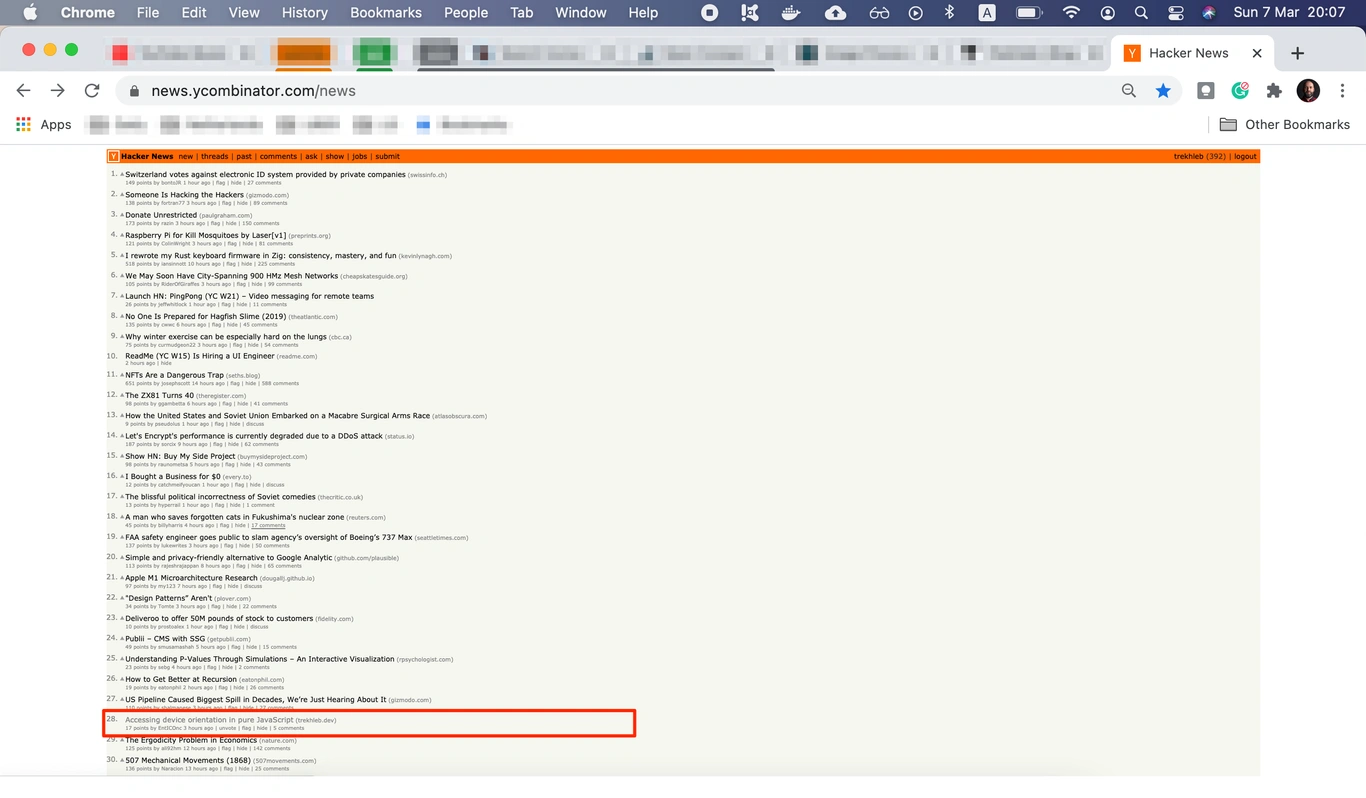 Chrome File Edit View History Bookmarks People Tab Window Help A Sun 7 Mar 20:07
Y Hacker News
news.ycombinator.com/news
Apps Other Bookmarks
Y Hacker News new | threads | past | comments | ask | show | jobs | submit trekhleb (392) | logout
1. Switzerland votes against electronic ID system provided by private companies (swissinfo.ch)
149 points by bontoJR 1 hour ago | flag | hide | 27 comments
2. Someone Is Hacking the Hackers (gizmodo.com)
136 points by fortran77 3 hours ago | flag | hide | 89 comments
3. Donate Unrestricted (paulgraham.com)
173 points by razin 3 hours ago | flag | hide | 150 comments
4. Raspberry Pi for Kill Mosquitoes by Laser[v1] (preprints.org)
121 points by ColinWright 3 hours ago | flag | hide | 81 comments
5. I rewrote my Rust keyboard firmware in Zig: consistency, mastery, and fun (kevinlynagh.com)
518 points by iansinnott 10 hours ago | flag | hide | 225 comments
6. We May Soon Have City-Spanning 900 HMz Mesh Networks (cheapskatesguide.org)
105 points by RiderOfGiraffes 3 hours ago | flag | hide | 99 comments
7. Launch HN: PingPong (YC W21) – Video messaging for remote teams
26 points by jeffwhitlock 1 hour ago | flag | hide | 11 comments
8. No One Is Prepared for Hagfish Slime (2019) (theatlantic.com)
135 points by cwwc 6 hours ago | flag | hide | 45 comments
9. Why winter exercise can be especially hard on the lungs (cbc.ca)
75 points by curmudgeon22 3 hours ago | flag | hide | 54 comments
10. ReadMe (YC W15) Is Hiring a UI Engineer (readme.com)
2 hours ago | hide
11. NFTs Are a Dangerous Trap (seths.blog)
651 points by josephscott 14 hours ago | flag | hide | 588 comments
12. The ZX81 Turns 40 (theregister.com)
98 points by ggambetta 6 hours ago | flag | hide | 41 comments
13. How the United States and Soviet Union Embarked on a Macabre Surgical Arms Race (atlasobscura.com)
9 points by pseudolus 1 hour ago | flag | hide | discuss
14. Let's Encrypt's performance is currently degraded due to a DDoS attack (status.io)
187 points by sorcix 9 hours ago | flag | hide | 62 comments
15. Show HN: Buy My Side Project (buymysideproject.com)
98 points by raunometsa 5 hours ago | flag | hide | 43 comments
16. I Bought a Business for $0 (every.to)
12 points by catchmeifyoucan 1 hour ago | flag | hide | discuss
17. The blissful political incorrectness of Soviet comedies (thecritic.co.uk)
13 points by hyperrail 1 hour ago | flag | hide | 1 comment
18. A man who saves forgotten cats in Fukushima's nuclear zone (reuters.com)
45 points by billyharris 4 hours ago | flag | hide | 17 comments
19. FAA safety engineer goes public to slam agency’s oversight of Boeing’s 737 Max (seattletimes.com)
137 points by lukewrites 3 hours ago | flag | hide | 50 comments
20. Simple and privacy-friendly alternative to Google Analytic (github.com/plausible)
113 points by rajeshrajappan 8 hours ago | flag | hide | 65 comments
21. Apple M1 Microarchitecture Research (dougallj.github.io)
97 points by my123 7 hours ago | flag | hide | discuss
22. “Design Patterns” Aren't (plover.com)
34 points by Tomte 3 hours ago | flag | hide | 22 comments
23. Deliveroo to offer 50M pounds of stock to customers (fidelity.com)
10 points by prostoalex 1 hour ago | flag | hide | discuss
24. Publii – CMS with SSG (getpublii.com)
49 points by smusamashah 5 hours ago | flag | hide | 15 comments
25. Understanding P-Values Through Simulations – An Interactive Visualization (rpsychologist.com)
23 points by sebg 4 hours ago | flag | hide | 2 comments
26. How to Get Better at Recursion (eatonphil.com)
19 points by eatonphil 2 hours ago | flag | hide | 26 comments
27. US Pipeline Caused Biggest Spill in Decades, We’re Just Hearing About It (gizmodo.com)
28. Accessing device orientation in pure JavaScript (trekhleb.dev)
17 points by EntICOnc 3 hours ago | unvote | flag | hide | 5 comments
29. The Ergodicity Problem in Economics (nature.com)
125 points by all92hm 12 hours ago | flag | hide | 142 comments
30. 507 Mechanical Movements (1868) (507movements.com)
136 points by Naracion 13 hours ago | flag | hide | 25 comments